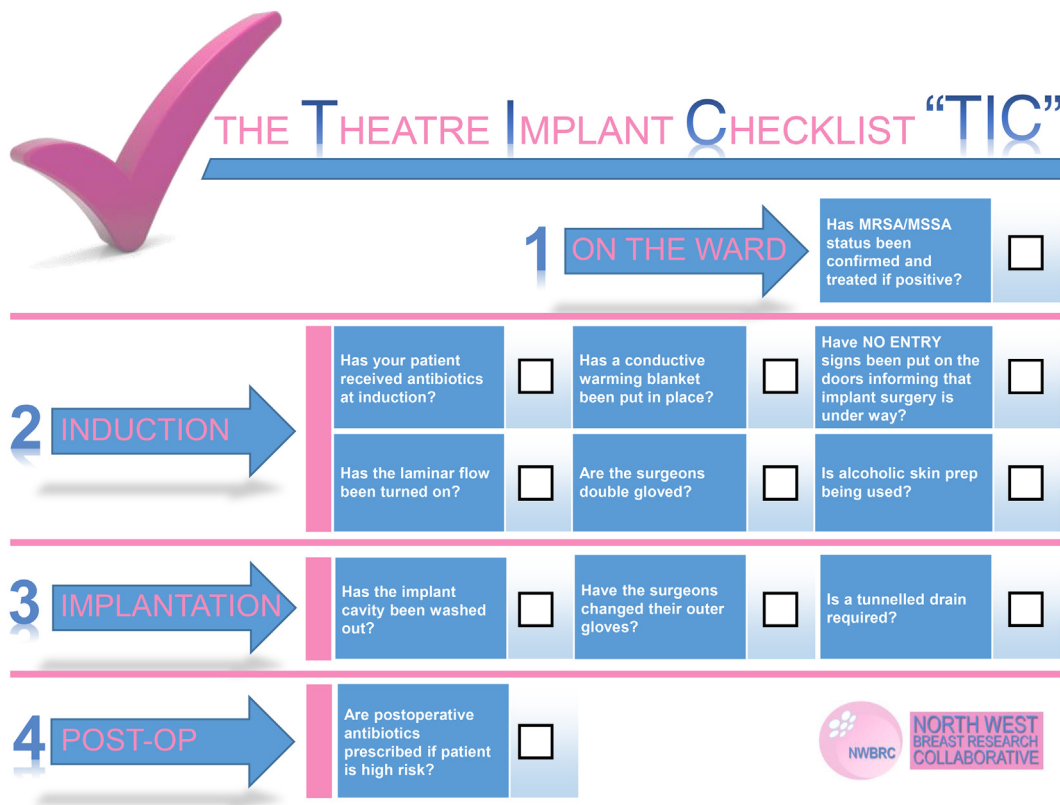 THE THEATRE IMPLANT CHECKLIST “TIC”
1 ON THE WARD
Has MRSA/MSSA
status been
confirmed and
treated if positive?
2 INDUCTION
Has your patient
received antibiotics
at induction?
Has a conductive
warming blanket
been put in place?
Have NO ENTRY
signs been put on the
doors informing that
implant surgery is
under way?
Has the laminar flow
been turned on?
Are the surgeons
double gloved?
Is alcoholic skin prep
being used?
3 IMPLANTATION
Has the implant
cavity been washed
out?
Have the surgeons
changed their outer
gloves?
Is a tunnelled drain
required?
4 POST-OP
Are postoperative
antibiotics
prescribed if patient
is high risk?
NWBRC
NORTH WEST
BREAST RESEARCH
COLLABORATIVE